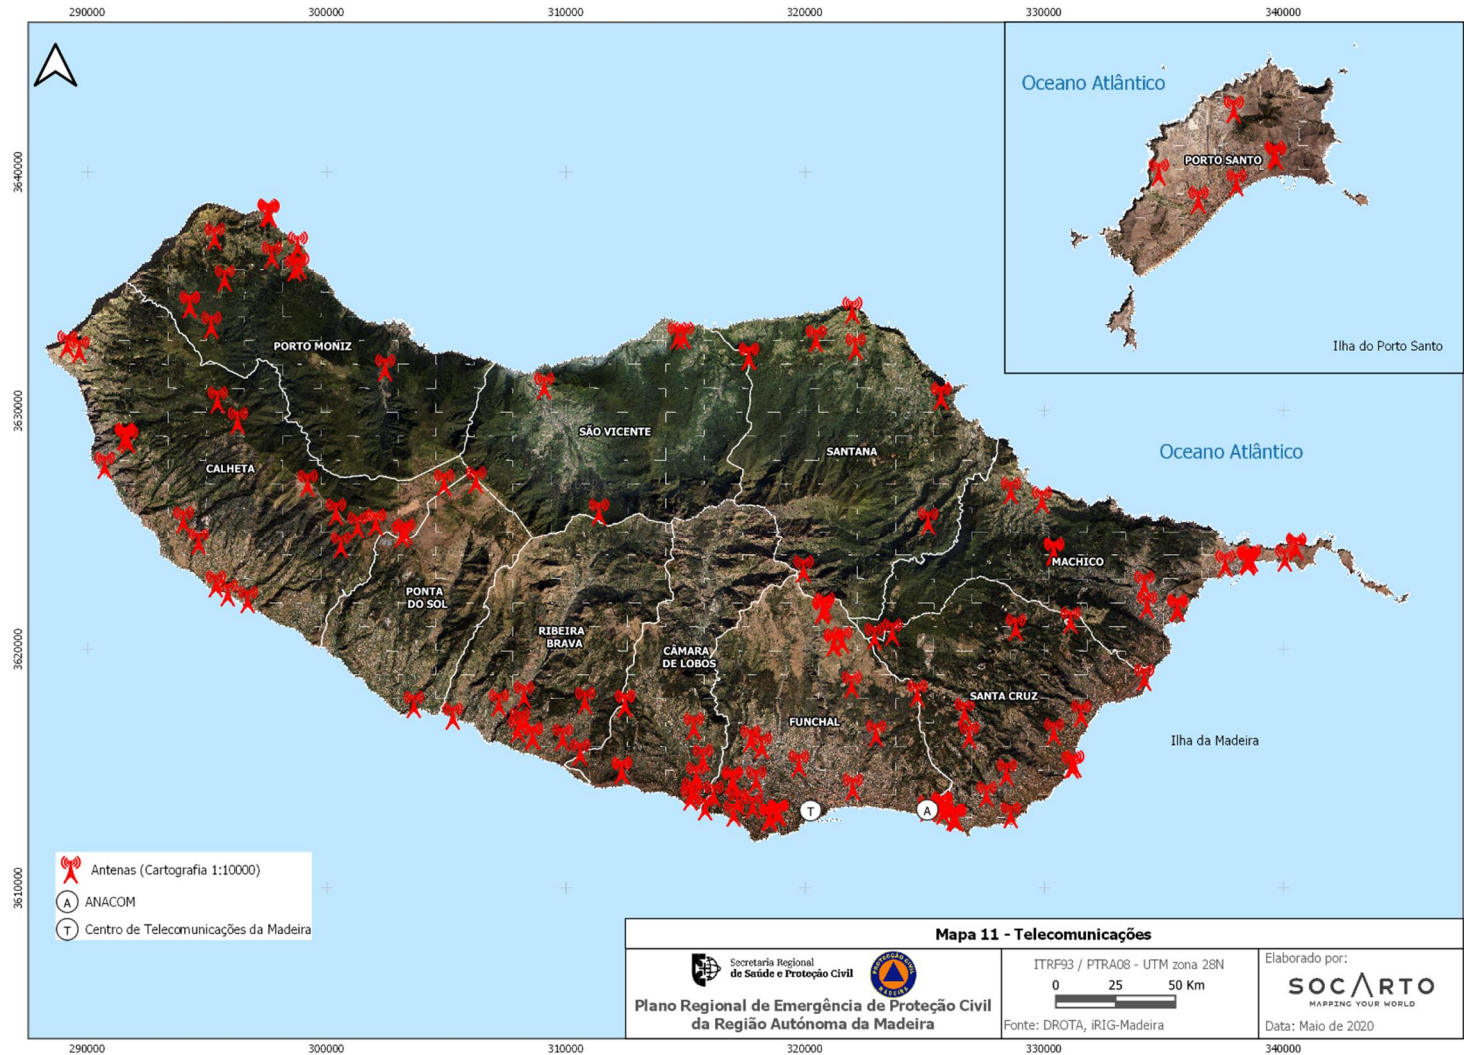 290000
300000
310000
320000
330000
340000
3640000
3630000
3620000
3610000
Oceano Atlântico
PORTO SANTO
Ilha do Porto Santo
PORTO MONIZ
SÃO VICENTE
SANTANA
Oceano Atlântico
CALHETA
MACHICO
PONTA
DO SOL
RIBEIRA
BRAVA
CÂMARA
DE LOBOS
SANTA CRUZ
FUNCHAL
Ilha da Madeira
T
A
Antenas (Cartografia 1:10000)
A ANACOM
T Centro de Telecomunicações da Madeira
Mapa 11 - Telecomunicações
Secretaria Regional
de Saúde e Proteção Civil
PROTECÇÃO CIVIL
MADEIRA
Plano Regional de Emergência de Proteção Civil
da Região Autónoma da Madeira
ITRF93 / PTRA08 - UTM zona 28N
0 25 50 Km
Fonte: DROTA, iRIG-Madeira
Elaborado por:
SOCARTO
MAPPING YOUR WORLD
Data: Maio de 2020
290000
300000
310000
320000
330000
340000